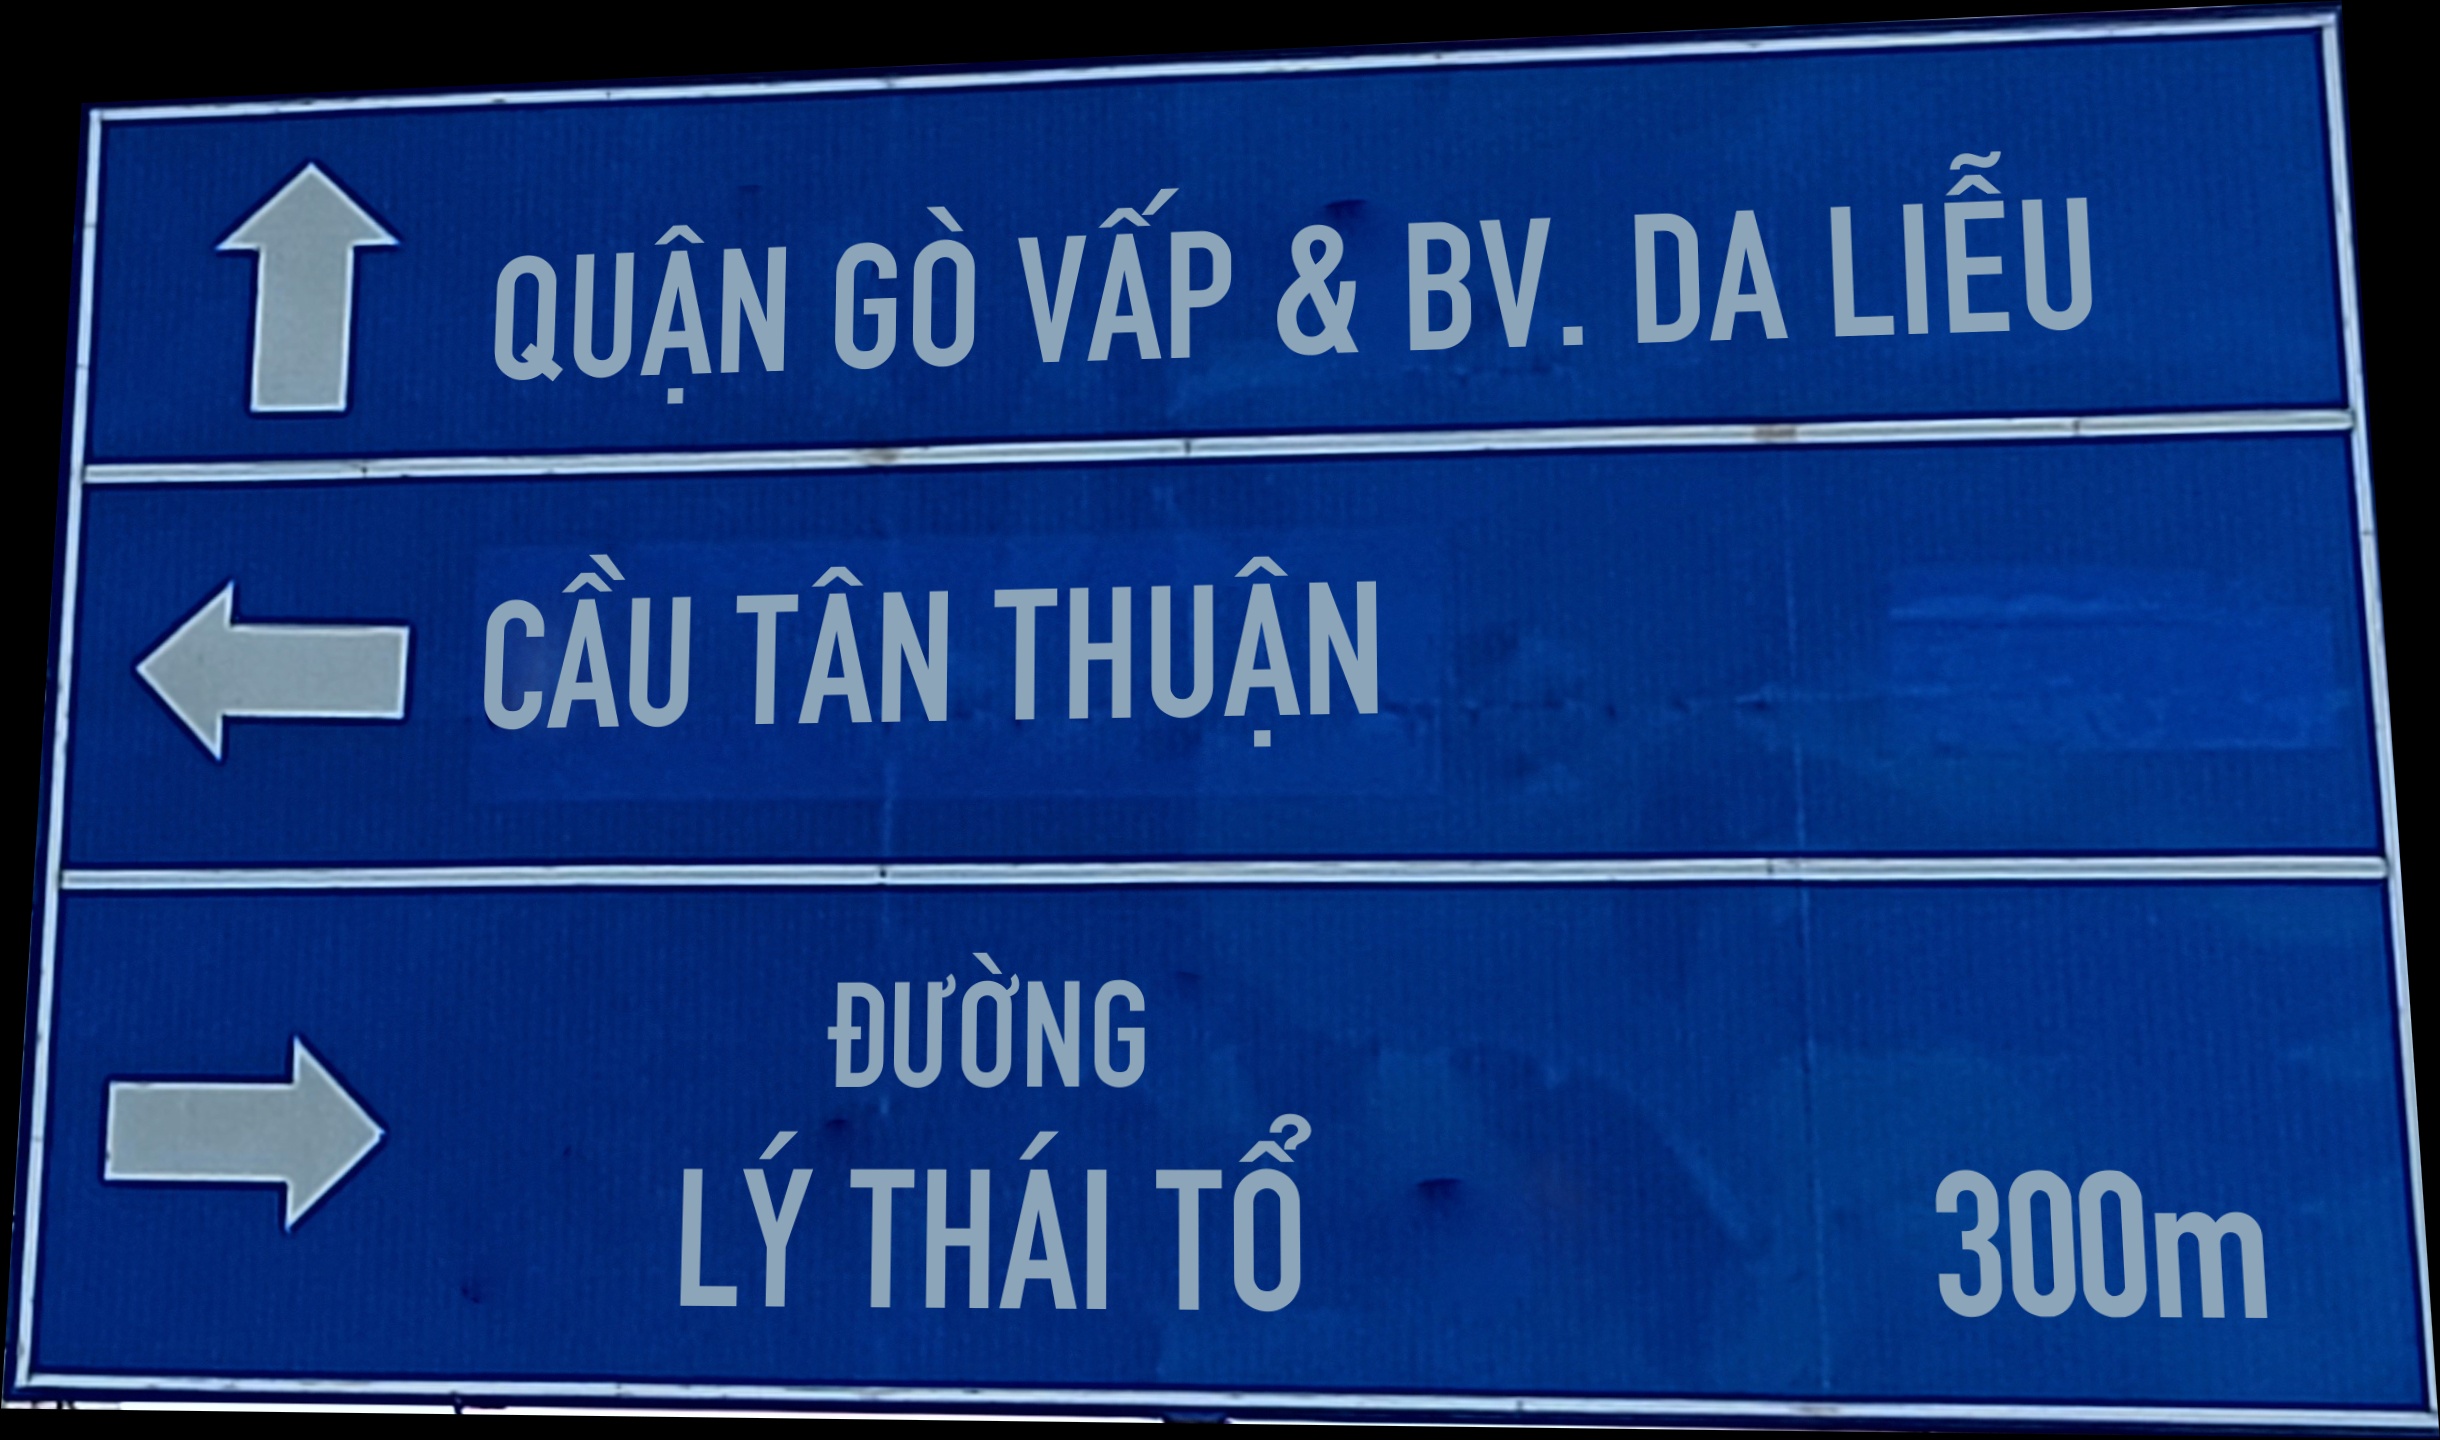 QUẬN GÒ VẤP & BV. DA LIỄU
CẦU TÂN THUẬN
ĐƯỜNG
LÝ THÁI TỔ 300m